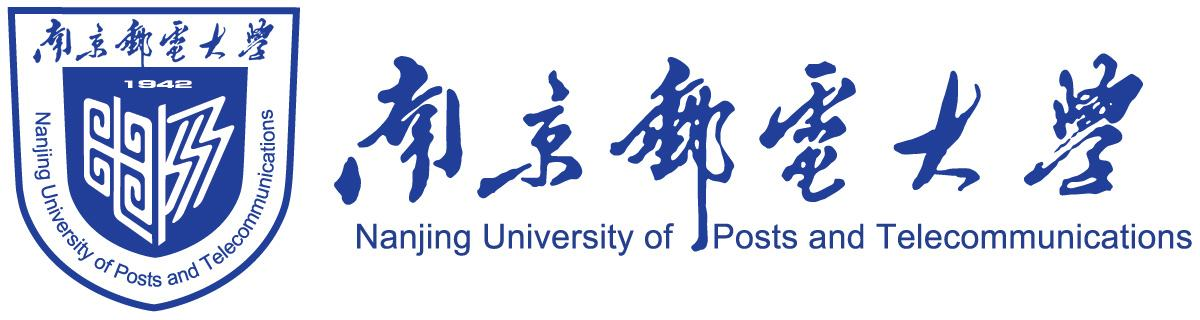 南京郵電大學
1942
Nanjing University of Posts and Telecommunications
南京郵電大學
Nanjing University of Posts and Telecommunications